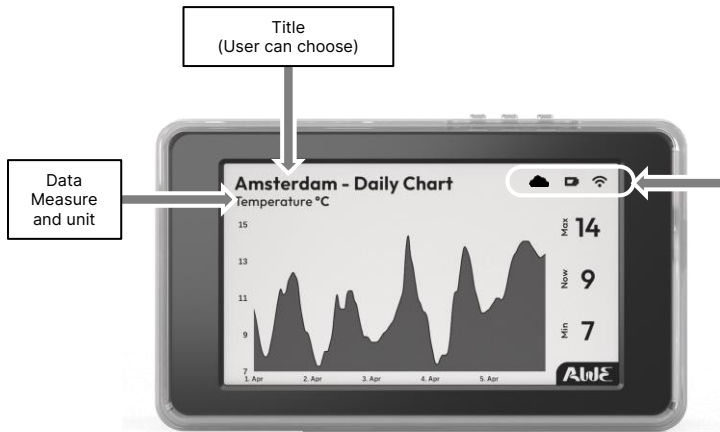 Title
(User can choose)
Data
Measure
and unit
Amsterdam - Daily Chart
Temperature °C
15
13
11
9
7
1. Apr
2. Apr
3. Apr
4. Apr
5. Apr
Max 14
Now 9
Min 7
AWE